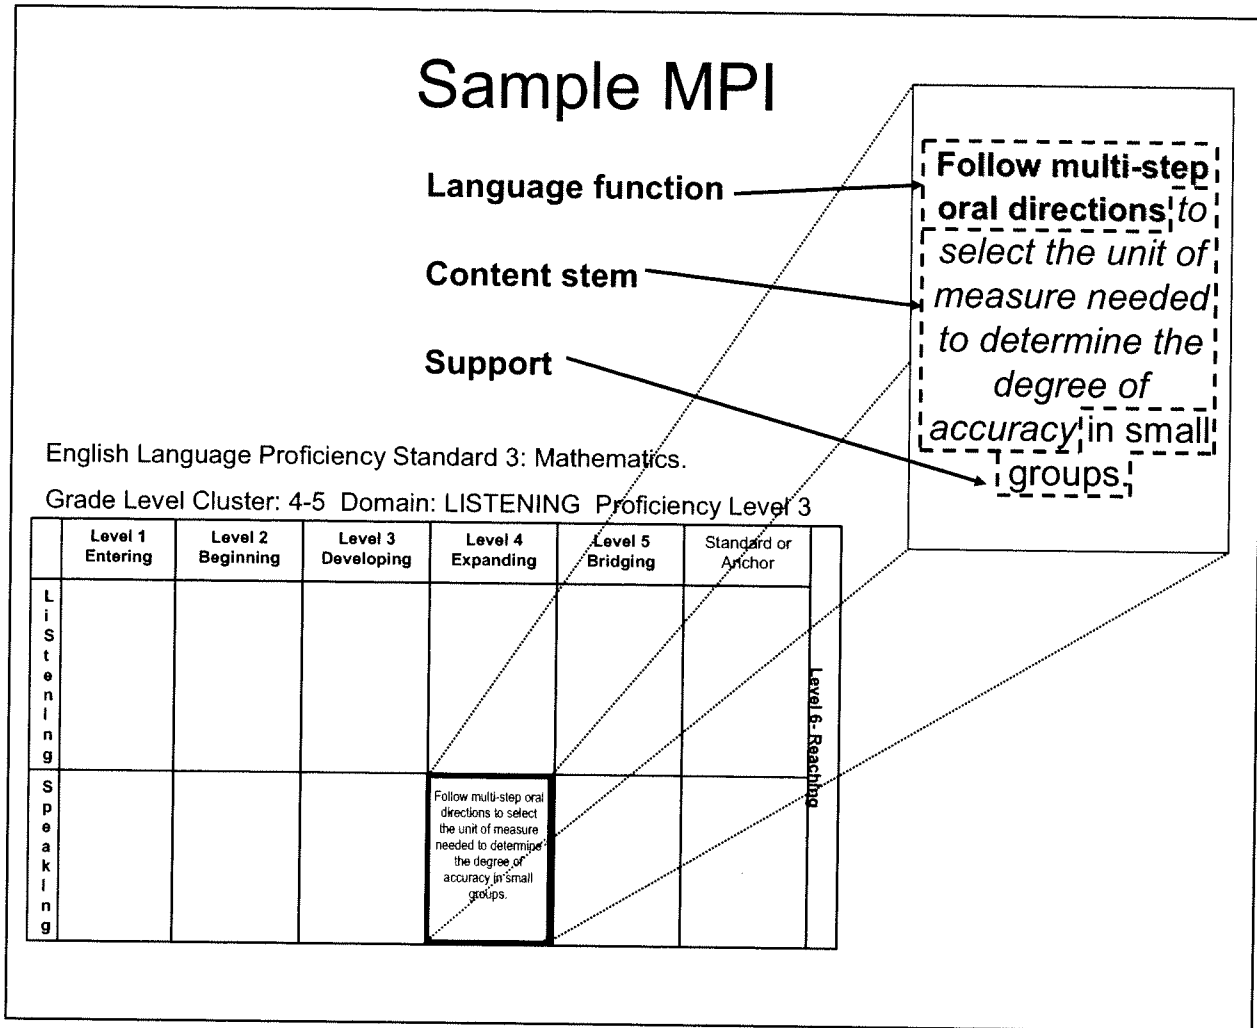 Sample MPI
Language function
Content stem
Support
Follow multi-step
oral directions to
select the unit of
measure needed
to determine the
degree of
accuracy in small
groups.
English Language Proficiency Standard 3: Mathematics.
Grade Level Cluster: 4-5 Domain: LISTENING Proficiency Level 3
Level 1
Entering
Level 2
Beginning
Level 3
Developing
Level 4
Expanding
Level 5
Bridging
Standard or
Anchor
LiStenIng
Level 6- Reaching
SpeakIng
Follow multi-step oral
directions to select
the unit of measure
needed to determine
the degree of
accuracy in small
groups.